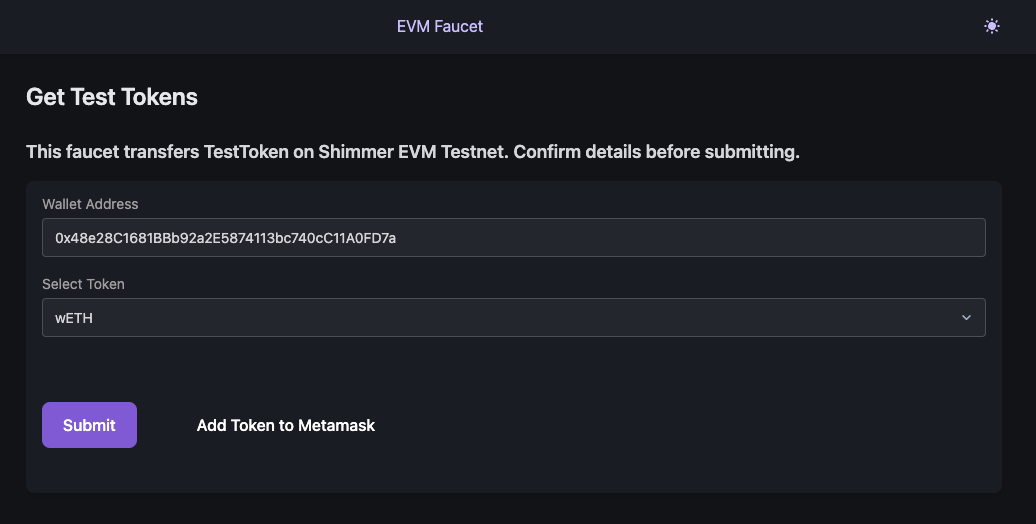 EVM Faucet
Get Test Tokens
This faucet transfers TestToken on Shimmer EVM Testnet. Confirm details before submitting.
Wallet Address
0x48e28C1681BBb92a2E5874113bc740cC11A0FD7a
Select Token
wETH
Submit
Add Token to Metamask